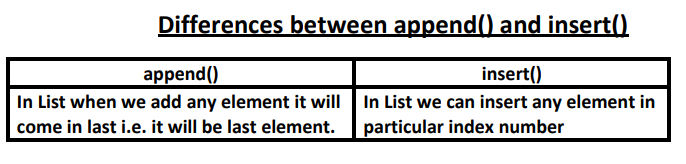 Differences between append() and insert()
append() insert()
In List when we add any element it will In List we can insert any element in
come in last i.e. it will be last element. particular index number